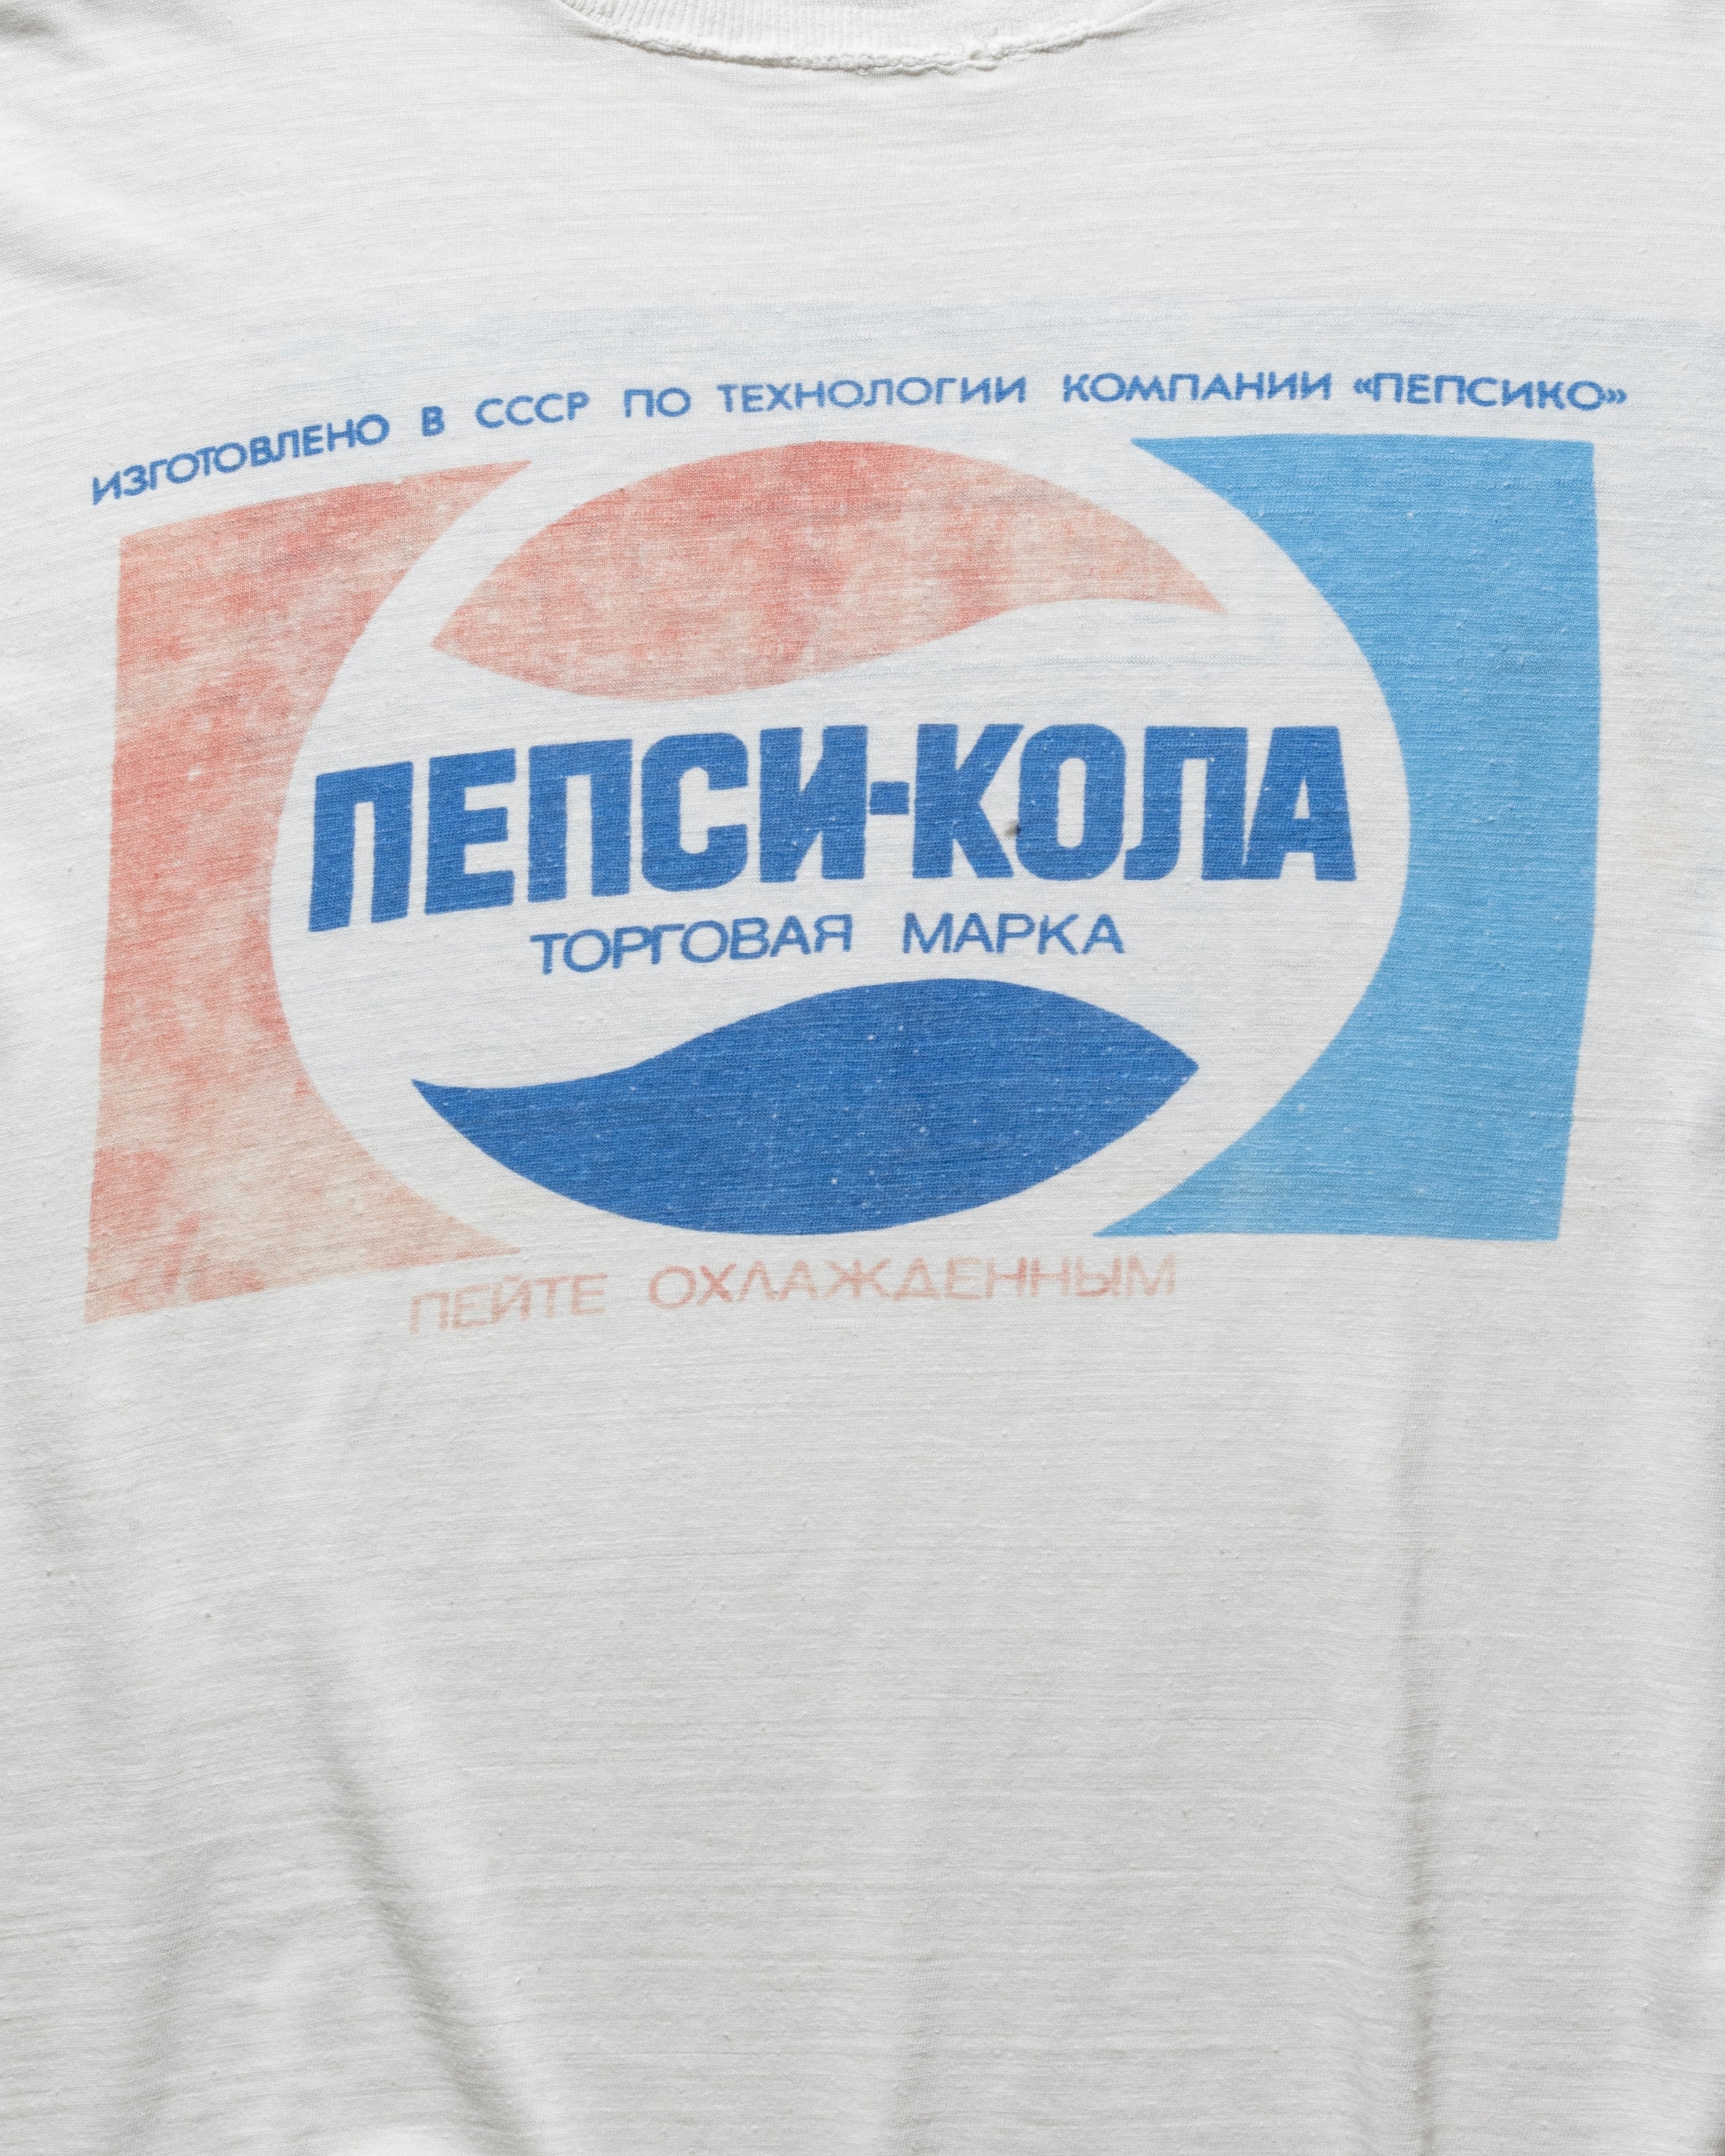 ИЗГОТОВЛЕНО В СССР ПО ТЕХНОЛОГИИ КОМПАНИИ «ПЕПСИКО»
ПЕПСИ-КОЛА
ТОРГОВАЯ МАРКА
ПЕЙТЕ ОХЛАЖДЕННЫМ